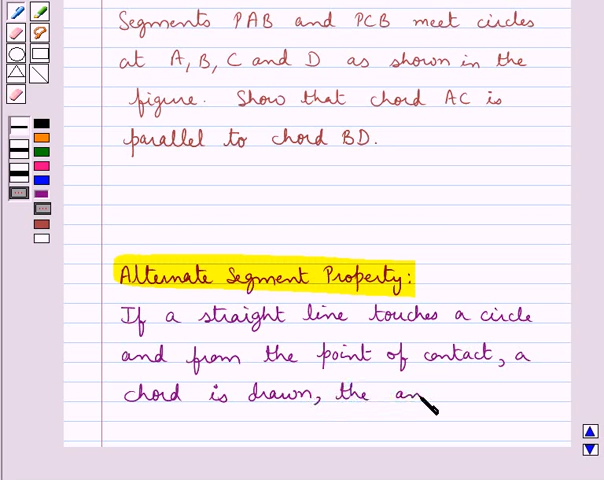 Segments PAB and PCB meet circles
at A, B, C and D as shown in the
figure. Show that chord AC is
parallel to chord BD.
Alternate Segment Property:
If a straight line touches a circle
and from the point of contact, a
chord is drawn, the an